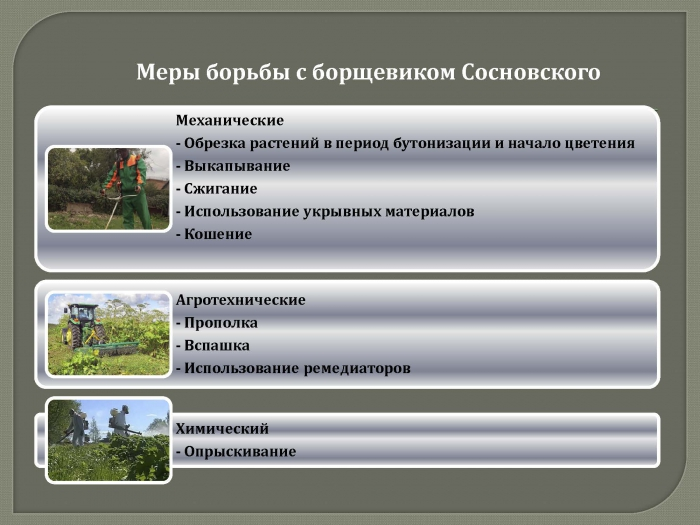 Меры борьбы с борщевиком Сосновского
Механические
- Обрезка растений в период бутонизации и начало цветения
- Выкапывание
- Сжигание
- Использование укрывных материалов
- Кошение
Агротехнические
- Прополка
- Вспашка
- Использование ремедиаторов
Химический
- Опрыскивание